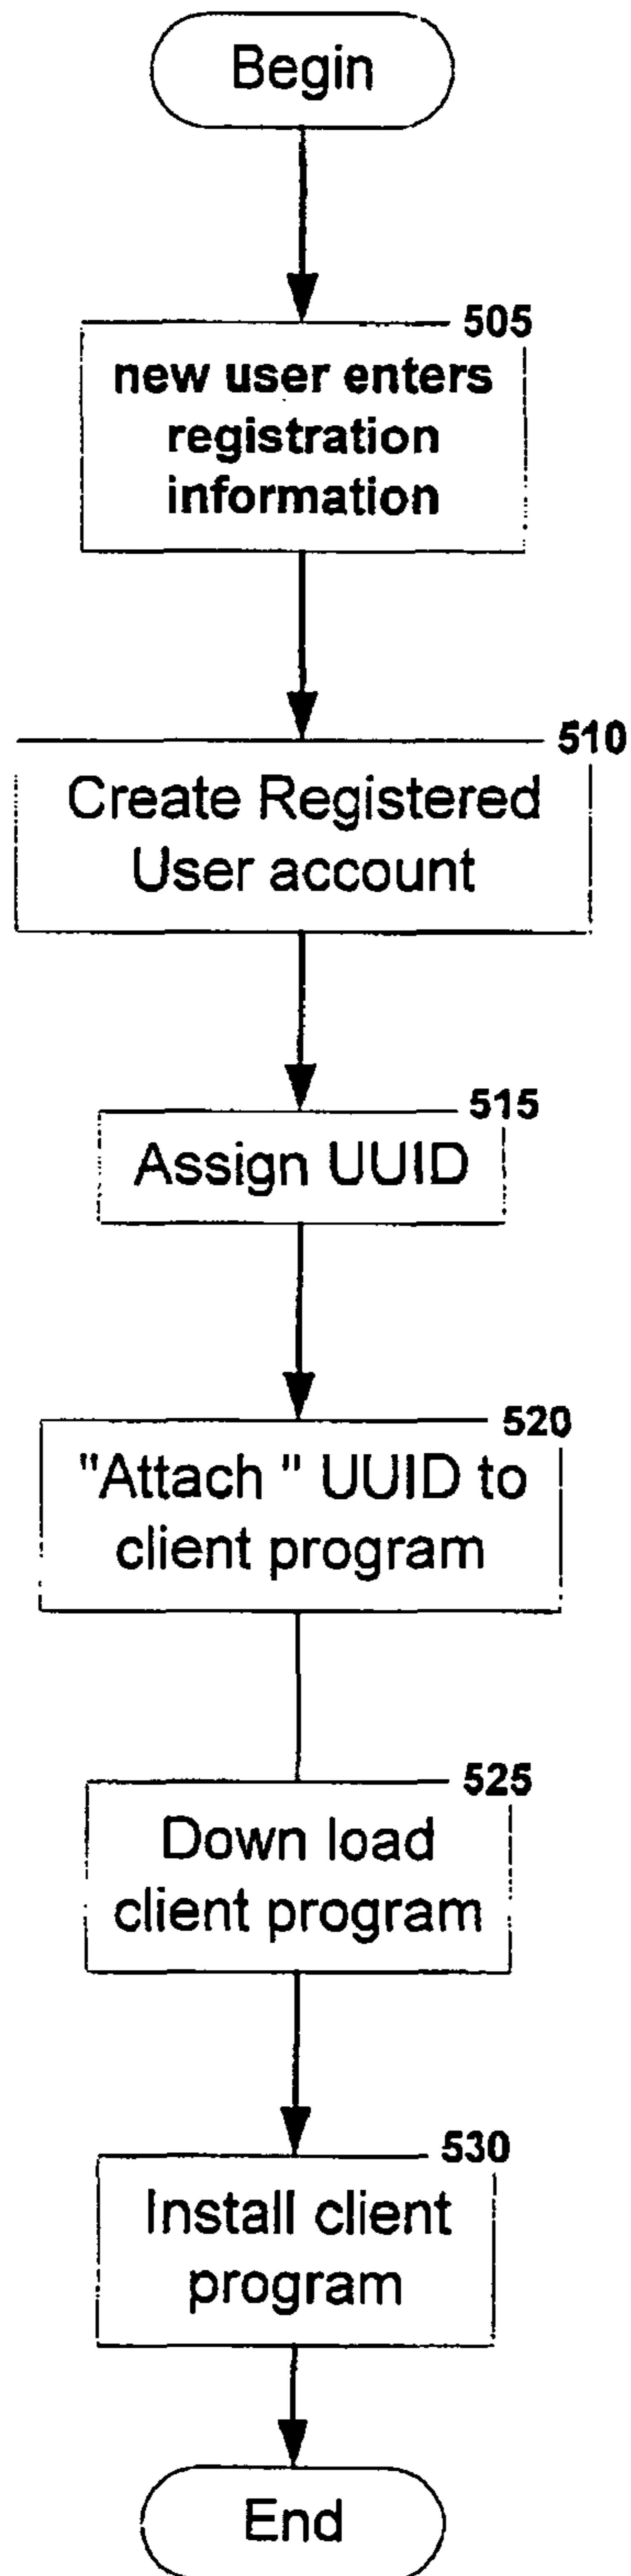 Begin
505
new user enters
registration
information
510
Create Registered
User account
515
Assign UUID
520
"Attach " UUID to
client program
525
Down load
client program
530
Install client
program
End